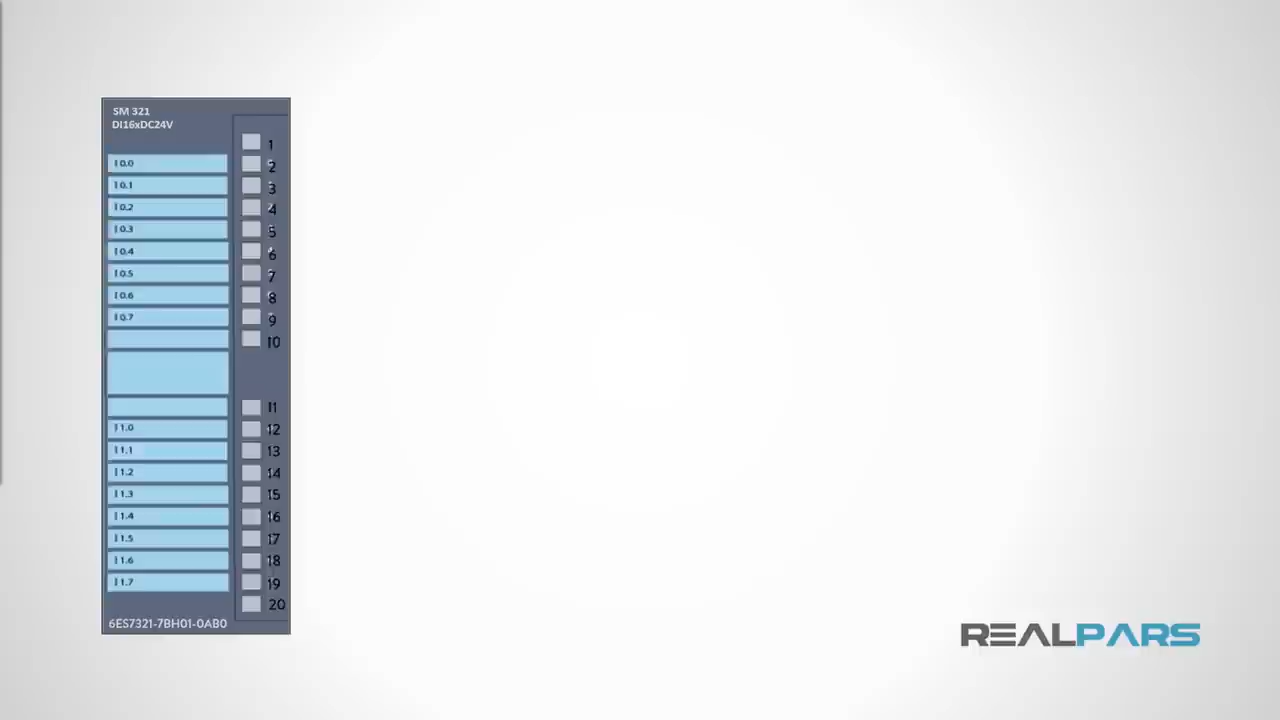 SM 321
DI16xDC24V
1
I 0.0 2
I 0.1 3
I 0.2 4
I 0.3 5
I 0.4 6
I 0.5 7
I 0.6 8
I 0.7 9
10
11
I 1.0 12
I 1.1 13
I 1.2 14
I 1.3 15
I 1.4 16
I 1.5 17
I 1.6 18
I 1.7 19
20
6ES7321-7BH01-0AB0
REALPARS